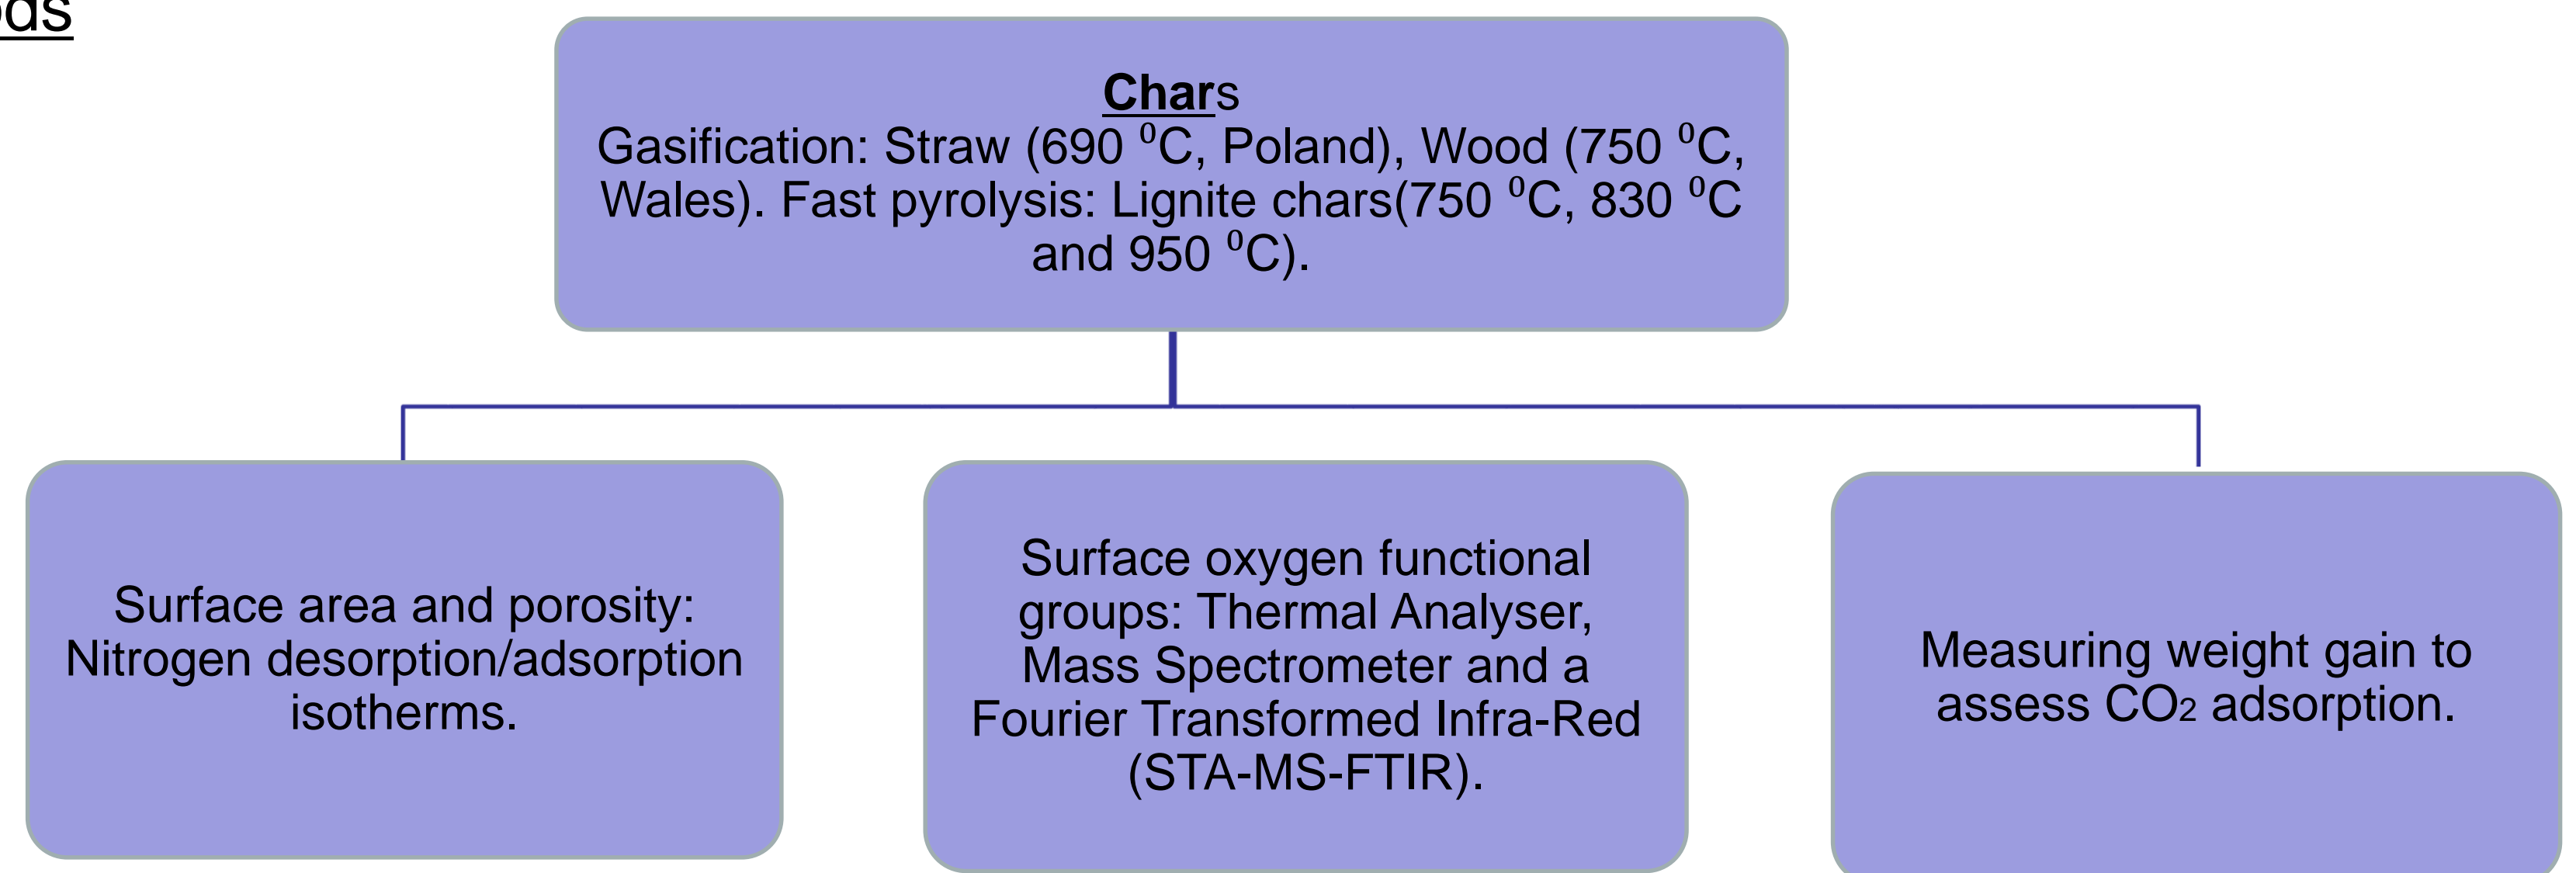 Chars
Gasification: Straw (690 ⁰C, Poland), Wood (750 ⁰C,
Wales). Fast pyrolysis: Lignite chars(750 ⁰C, 830 ⁰C
and 950 ⁰C).
Surface area and porosity:
Nitrogen desorption/adsorption
isotherms.
Surface oxygen functional
groups: Thermal Analyser,
Mass Spectrometer and a
Fourier Transformed Infra-Red
(STA-MS-FTIR).
Measuring weight gain to
assess CO₂ adsorption.